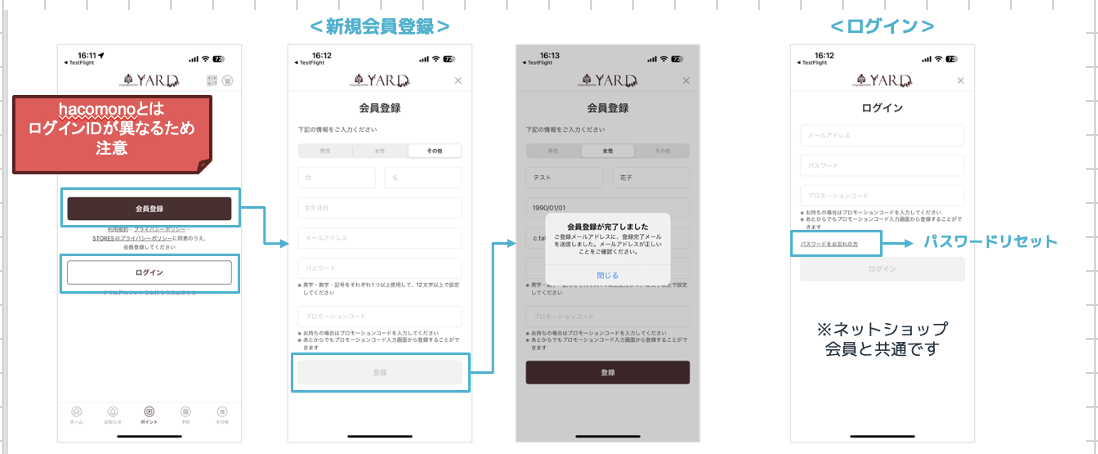 ＜新規会員登録＞
＜ログイン＞
16:11
72
◀ TestFlight
YARD
hacomonoとは
ログインIDが異なるため
注意
会員登録
利用規約・プライバシーポリシー・
STORESのプライバシーポリシーに同意のうえ、
会員登録してください
ログイン
ホーム
お知らせ
ポイント
予約
その他
16:12
72
◀ TestFlight
YARD
×
会員登録
下記の情報をご入力ください
男性
女性
その他
姓
名
生年月日
メールアドレス
パスワード
※ 英字・数字・記号をそれぞれ1つ以上使用して、12文字以上で設定
してください
プロモーションコード
※ お持ちの場合はプロモーションコードを入力してください
※ あとからでもプロモーションコード入力画面から登録することがで
きます
登録
16:13
72
◀ TestFlight
YARD
×
会員登録
下記の情報をご入力ください
男性
女性
その他
テスト
花子
1990/01/01
会員登録が完了しました
ご登録メールアドレスに、登録完了メール
を送信しました。メールアドレスが正しい
ことをご確認ください。
閉じる
してください
プロモーションコード
※ お持ちの場合はプロモーションコードを入力してください
※ あとからでもプロモーションコード入力画面から登録することがで
きます
登録
16:12
72
◀ TestFlight
YARD
×
ログイン
メールアドレス
パスワード
プロモーションコード
※ お持ちの場合はプロモーションコードを入力してください
※ あとからでもプロモーションコード入力画面から登録することがで
きます
パスワードをお忘れの方
パスワードリセット
ログイン
※ネットショップ
会員と共通です